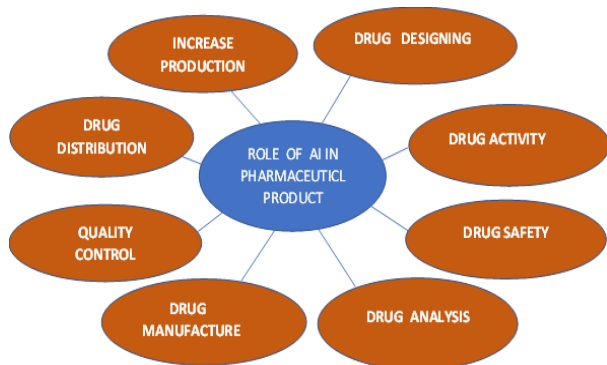 INCREASE
PRODUCTION
DRUG DESIGNING
DRUG
DISTRIBUTION
ROLE OF AI IN
PHARMACEUTICL
PRODUCT
DRUG ACTIVITY
QUALITY
CONTROL
DRUG SAFETY
DRUG
MANUFACTURE
DRUG ANALYSIS